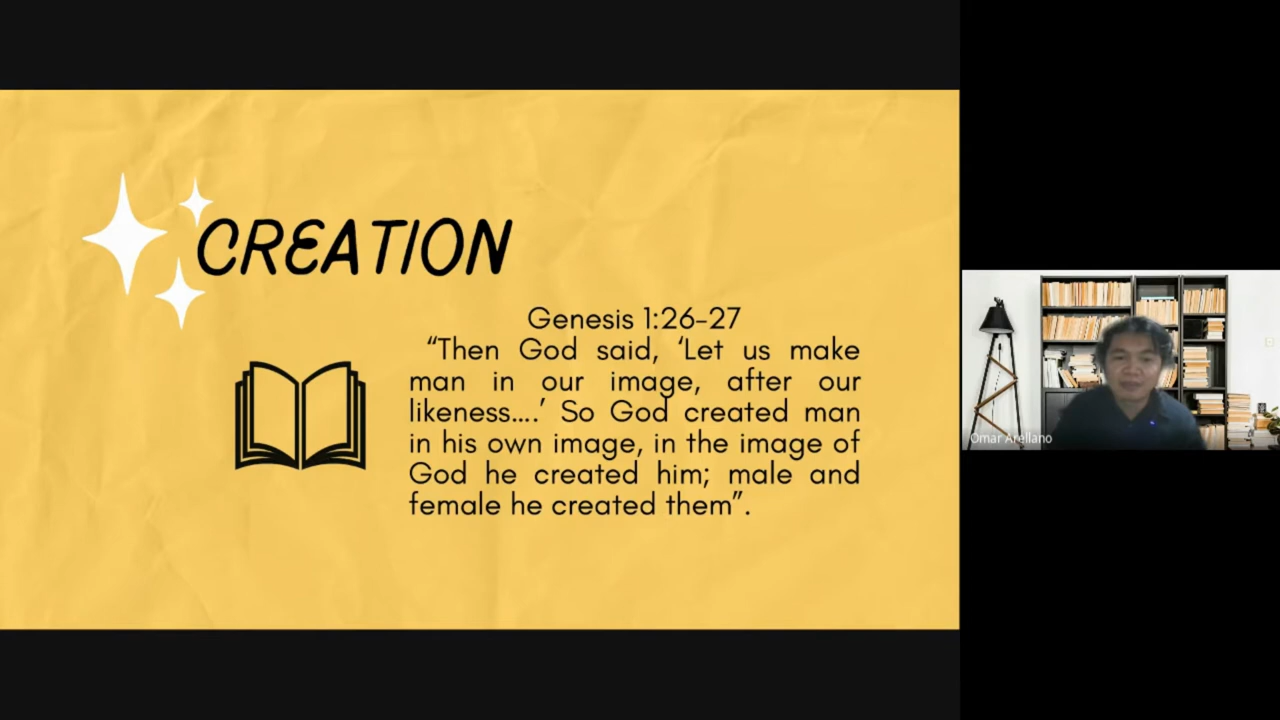 CREATION
Genesis 1:26-27
“Then God said, ‘Let us make
man in our image, after our
likeness....’ So God created man
in his own image, in the image of
God he created him; male and
female he created them”.
Omar Arellano